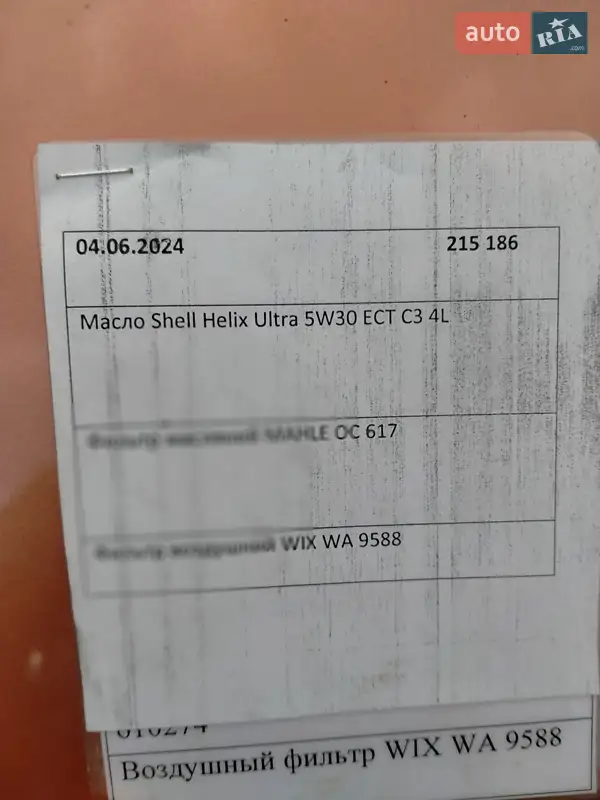 auto RIA .com
04.06.2024 215 186
Масло Shell Helix Ultra 5W30 ECT C3 4L
MAHLE OC 617
WIX WA 9588
Воздушный фильтр WIX WA 9588